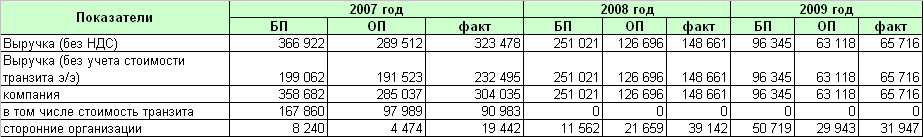 Показатели 2007 год 2008 год 2009 год
БП ОП факт БП ОП факт БП ОП факт
Выручка (без НДС) 366 922 289 512 323 478 251 021 126 696 148 661 96 345 63 118 65 716
Выручка (без учета стоимости
транзита э/э) 199 062 191 523 232 495 251 021 126 696 148 661 96 345 63 118 65 716
компания 358 682 285 037 304 035 251 021 126 696 148 661 96 345 63 118 65 716
в том числе стоимость транзита 167 860 97 989 90 983 0 0 0 0 0 0
сторонние организации 8 240 4 474 19 442 11 562 21 659 39 142 50 719 29 943 31 947